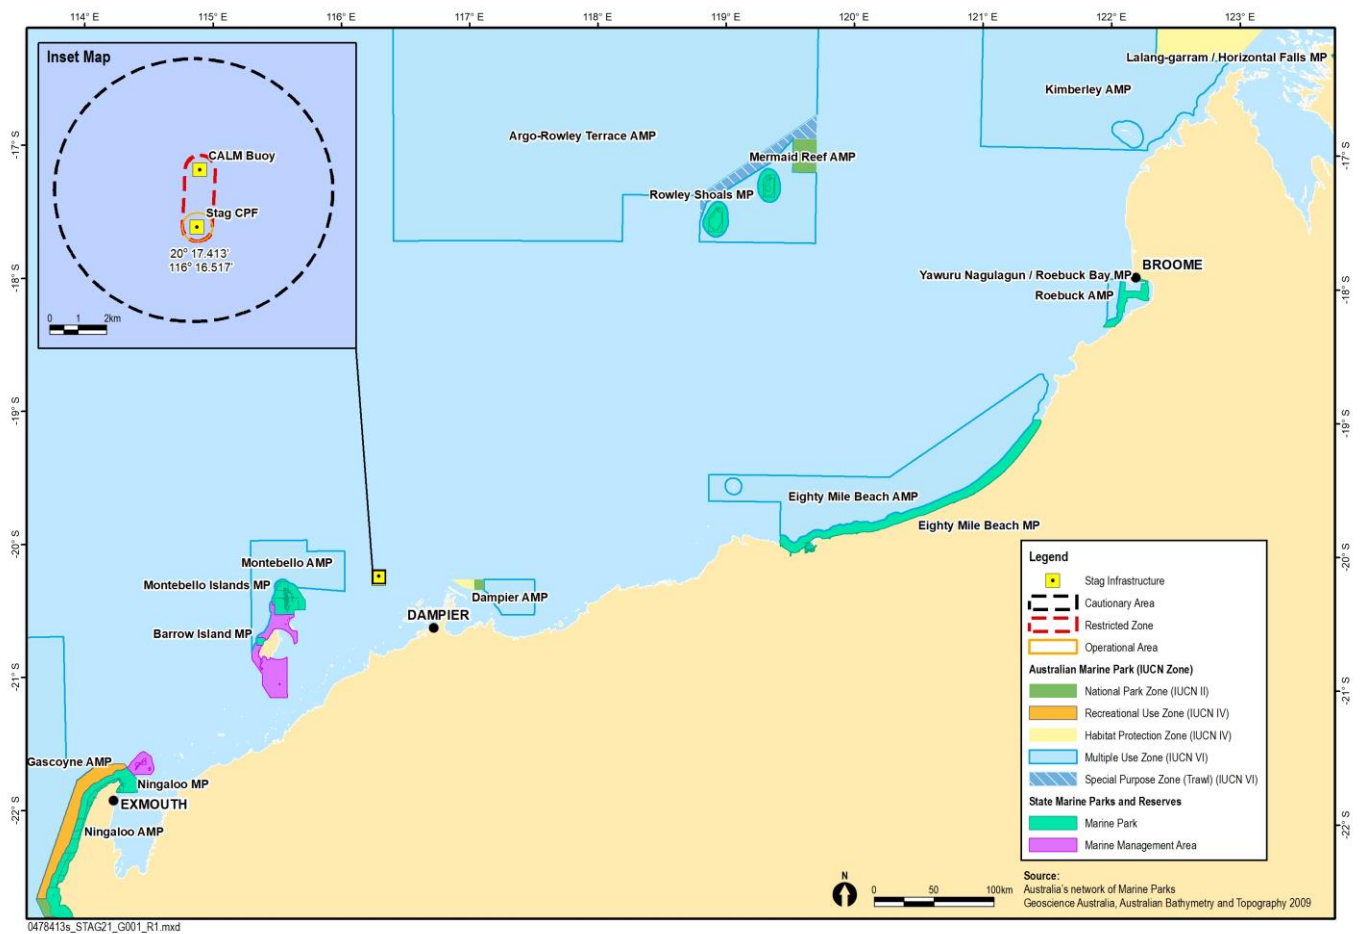 114° E
115° E
116° E
117° E
118° E
119° E
120° E
121° E
122° E
123° E
Inset Map
CALM Buoy
Stag CPF
20° 17.413'
116° 16.517'
0 1 2km
Lalang-garram / Horizontal Falls MP
Kimberley AMP
Argo-Rowley Terrace AMP
Mermaid Reef AMP
Rowley Shoals MP
-17° S
-17° S
BROOME
Yawuru Nagulagun / Roebuck Bay MP
Roebuck AMP
-18° S
-18° S
-19° S
-19° S
Eighty Mile Beach AMP
Eighty Mile Beach MP
-20° S
-20° S
Montebello AMP
Montebello Islands MP
Dampier AMP
DAMPIER
Barrow Island MP
-21° S
-21° S
Gascoyne AMP
Ningaloo MP
EXMOUTH
Ningaloo AMP
-22° S
-22° S
Legend
Stag Infrastructure
Cautionary Area
Restricted Zone
Operational Area
Australian Marine Park (IUCN Zone)
National Park Zone (IUCN II)
Recreational Use Zone (IUCN IV)
Habitat Protection Zone (IUCN IV)
Multiple Use Zone (IUCN VI)
Special Purpose Zone (Trawl) (IUCN VI)
State Marine Parks and Reserves
Marine Park
Marine Management Area
N
0 50 100km
Source:
Australia's network of Marine Parks
Geoscience Australia, Australian Bathymetry and Topography 2009
0478413s_STAG21_G001_R1.mxd